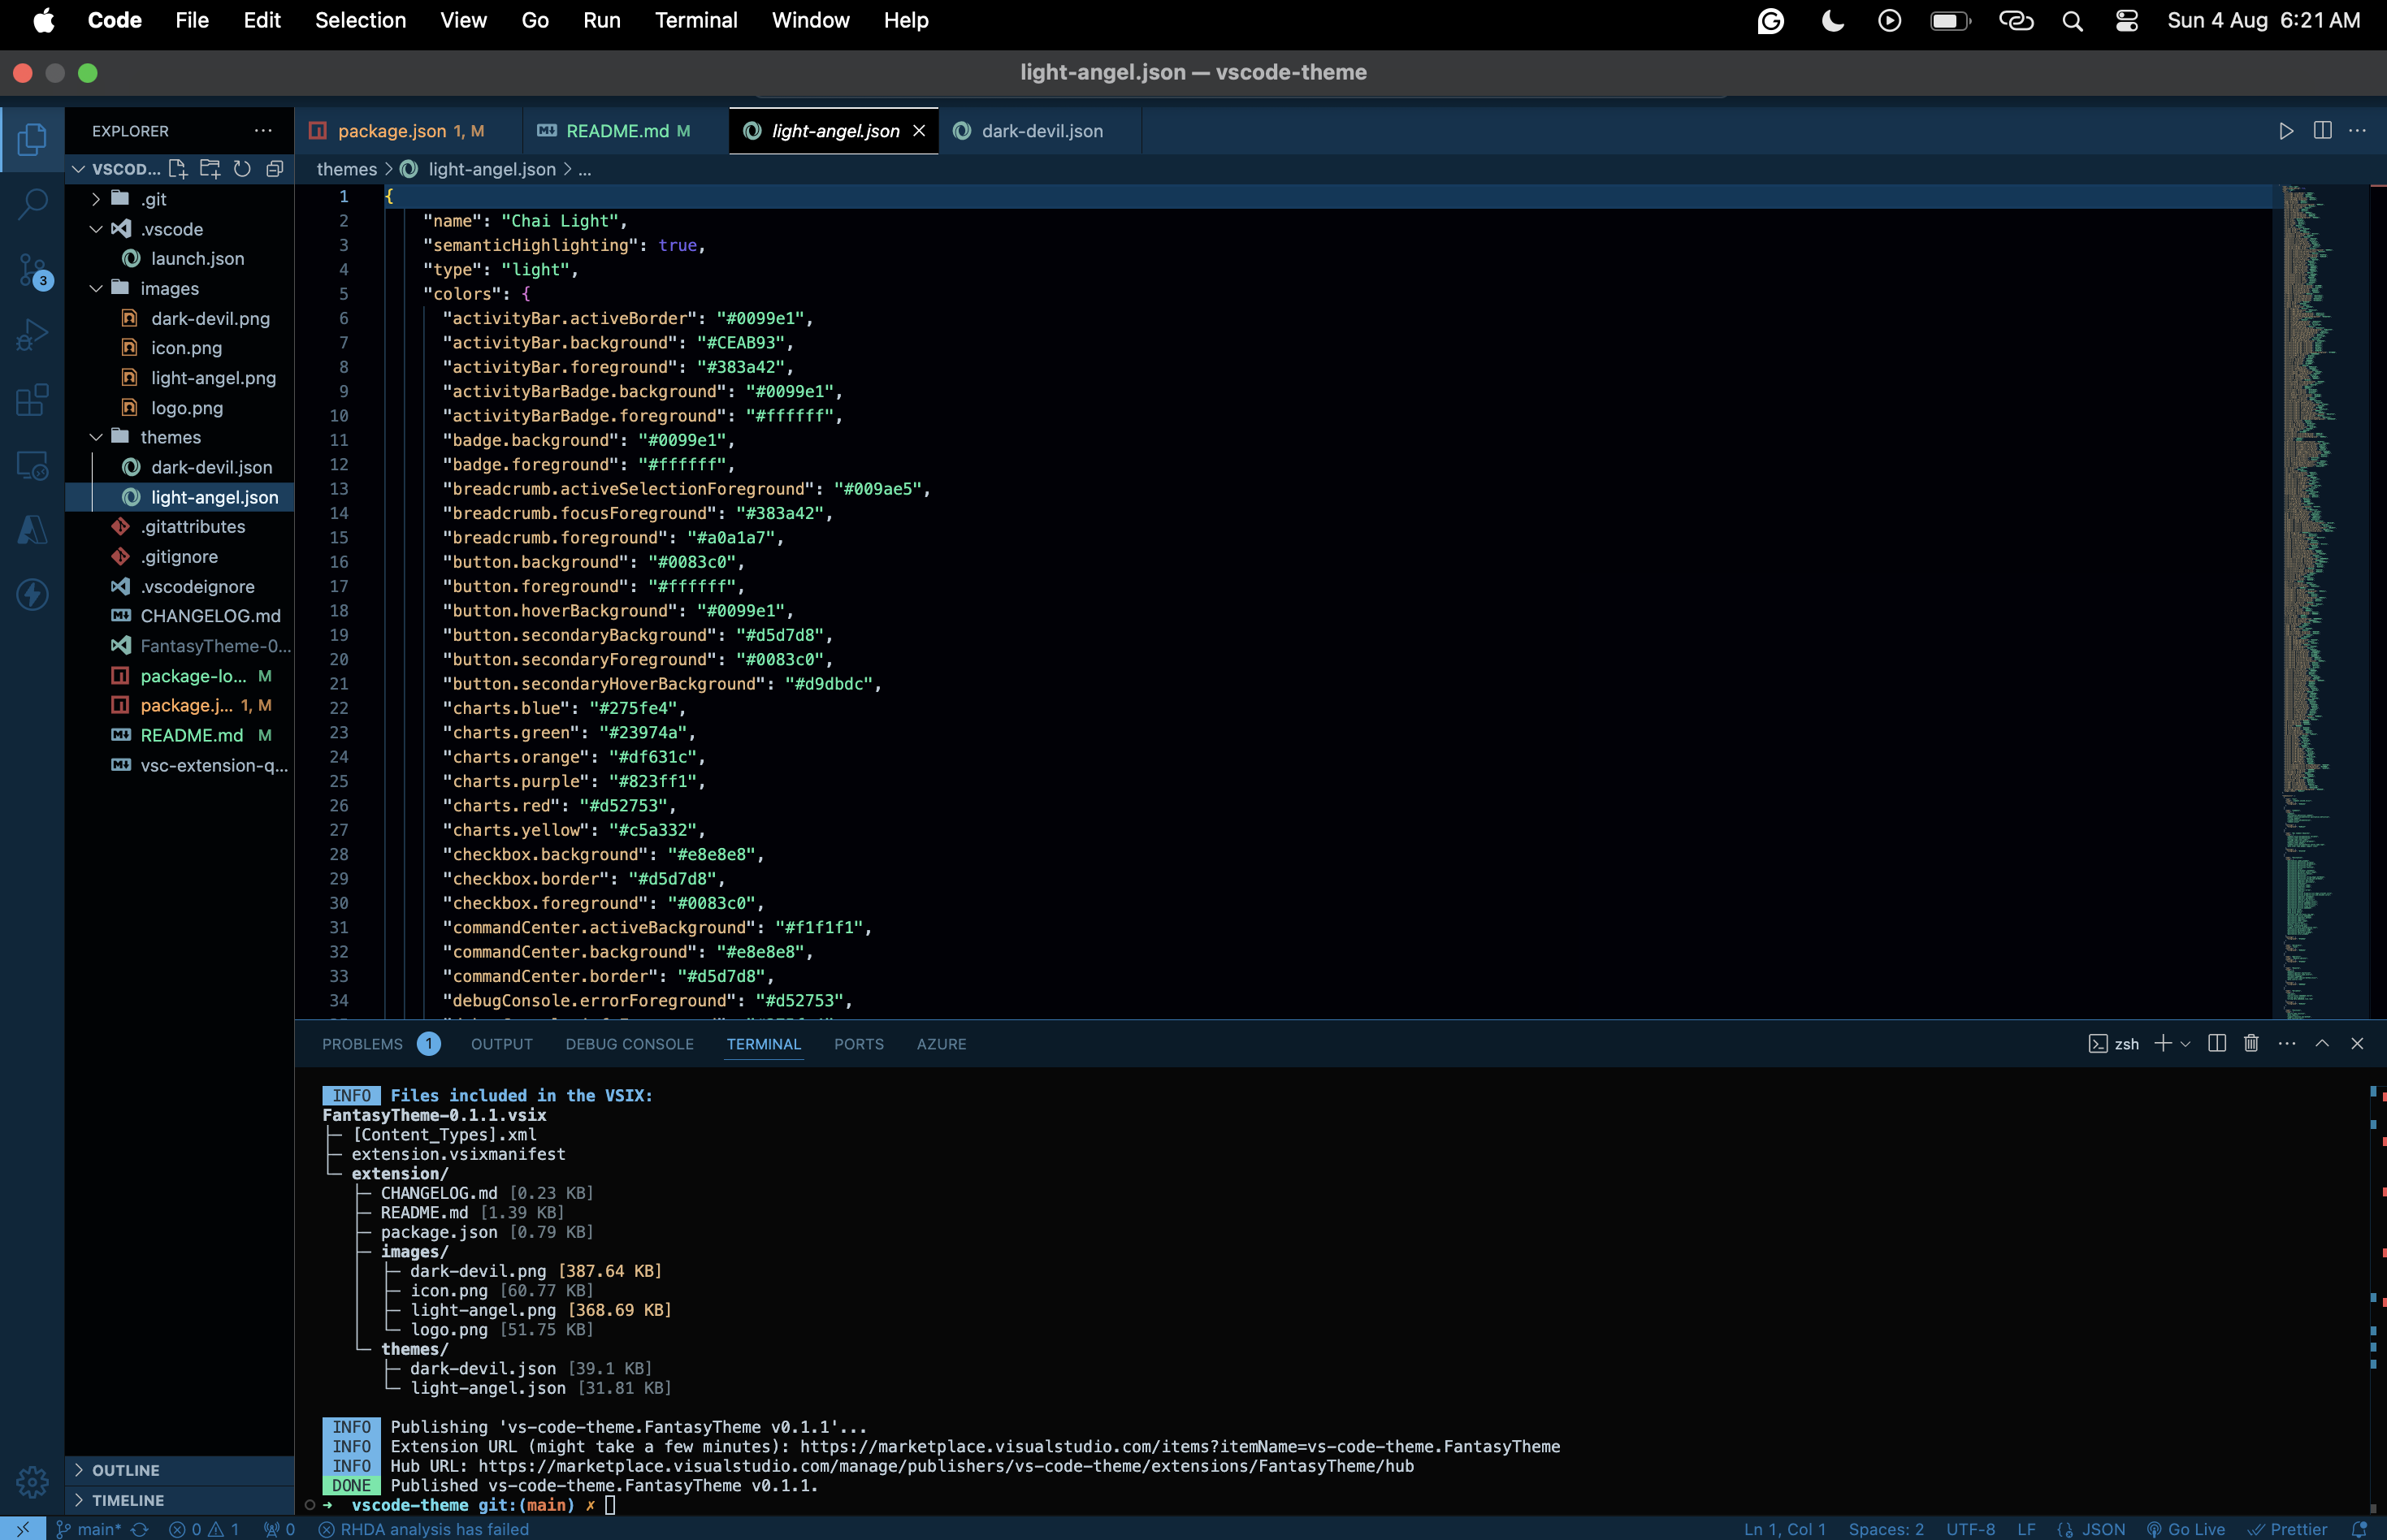 Code File Edit Selection View Go Run Terminal Window Help Sun 4 Aug 6:21 AM
light-angel.json — vscode-theme
EXPLORER
package.json 1, M
README.md M
light-angel.json
dark-devil.json
VSCOD...
themes > light-angel.json > ...
.git
.vscode
launch.json
images
dark-devil.png
icon.png
light-angel.png
logo.png
themes
dark-devil.json
light-angel.json
.gitattributes
.gitignore
.vscodeignore
CHANGELOG.md
FantasyTheme-0...
package-lo... M
package.j... 1, M
README.md M
vsc-extension-q...
OUTLINE
TIMELINE
3
1 {
2 "name": "Chai Light",
3 "semanticHighlighting": true,
4 "type": "light",
5 "colors": {
6 "activityBar.activeBorder": "#0099e1",
7 "activityBar.background": "#CEAB93",
8 "activityBar.foreground": "#383a42",
9 "activityBarBadge.background": "#0099e1",
10 "activityBarBadge.foreground": "#ffffff",
11 "badge.background": "#0099e1",
12 "badge.foreground": "#ffffff",
13 "breadcrumb.activeSelectionForeground": "#009ae5",
14 "breadcrumb.focusForeground": "#383a42",
15 "breadcrumb.foreground": "#a0a1a7",
16 "button.background": "#0083c0",
17 "button.foreground": "#ffffff",
18 "button.hoverBackground": "#0099e1",
19 "button.secondaryBackground": "#d5d7d8",
20 "button.secondaryForeground": "#0083c0",
21 "button.secondaryHoverBackground": "#d9dbdc",
22 "charts.blue": "#275fe4",
23 "charts.green": "#23974a",
24 "charts.orange": "#df631c",
25 "charts.purple": "#823ff1",
26 "charts.red": "#d52753",
27 "charts.yellow": "#c5a332",
28 "checkbox.background": "#e8e8e8",
29 "checkbox.border": "#d5d7d8",
30 "checkbox.foreground": "#0083c0",
31 "commandCenter.activeBackground": "#f1f1f1",
32 "commandCenter.background": "#e8e8e8",
33 "commandCenter.border": "#d5d7d8",
34 "debugConsole.errorForeground": "#d52753",
PROBLEMS 1 OUTPUT DEBUG CONSOLE TERMINAL PORTS AZURE zsh
INFO Files included in the VSIX:
FantasyTheme-0.1.1.vsix
├─ [Content_Types].xml
├─ extension.vsixmanifest
└─ extension/
├─ CHANGELOG.md [0.23 KB]
├─ README.md [1.39 KB]
├─ package.json [0.79 KB]
├─ images/
│ ├─ dark-devil.png [387.64 KB]
│ ├─ icon.png [60.77 KB]
│ ├─ light-angel.png [368.69 KB]
│ └─ logo.png [51.75 KB]
└─ themes/
├─ dark-devil.json [39.1 KB]
└─ light-angel.json [31.81 KB]
INFO Publishing 'vs-code-theme.FantasyTheme v0.1.1'...
INFO Extension URL (might take a few minutes): https://marketplace.visualstudio.com/items?itemName=vs-code-theme.FantasyTheme
INFO Hub URL: https://marketplace.visualstudio.com/manage/publishers/vs-code-theme/extensions/FantasyTheme/hub
DONE Published vs-code-theme.FantasyTheme v0.1.1.
➜ vscode-theme git:(main) ✗
main* 0 1 0 RHDA analysis has failed Ln 1, Col 1 Spaces: 2 UTF-8 LF {} JSON Go Live Prettier